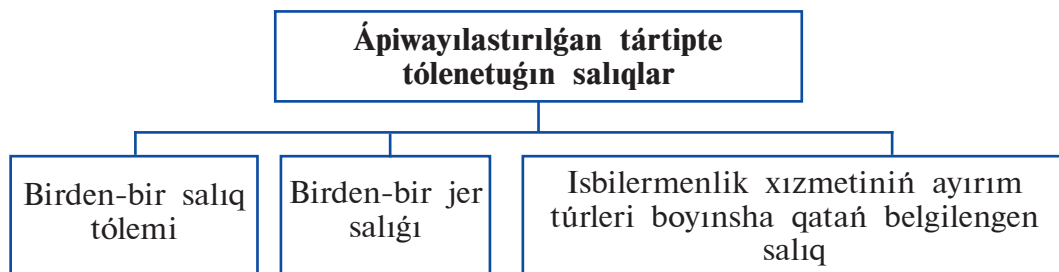 Ápiwayılastırılǵan tártipte
tólenetuǵın salıqlar
Birden-bir salıq
tólemi
Birden-bir jer
salıǵı
Isbilermenlik xızmetiniń ayırım
túrleri boyınsha qatań belgilengen
salıq